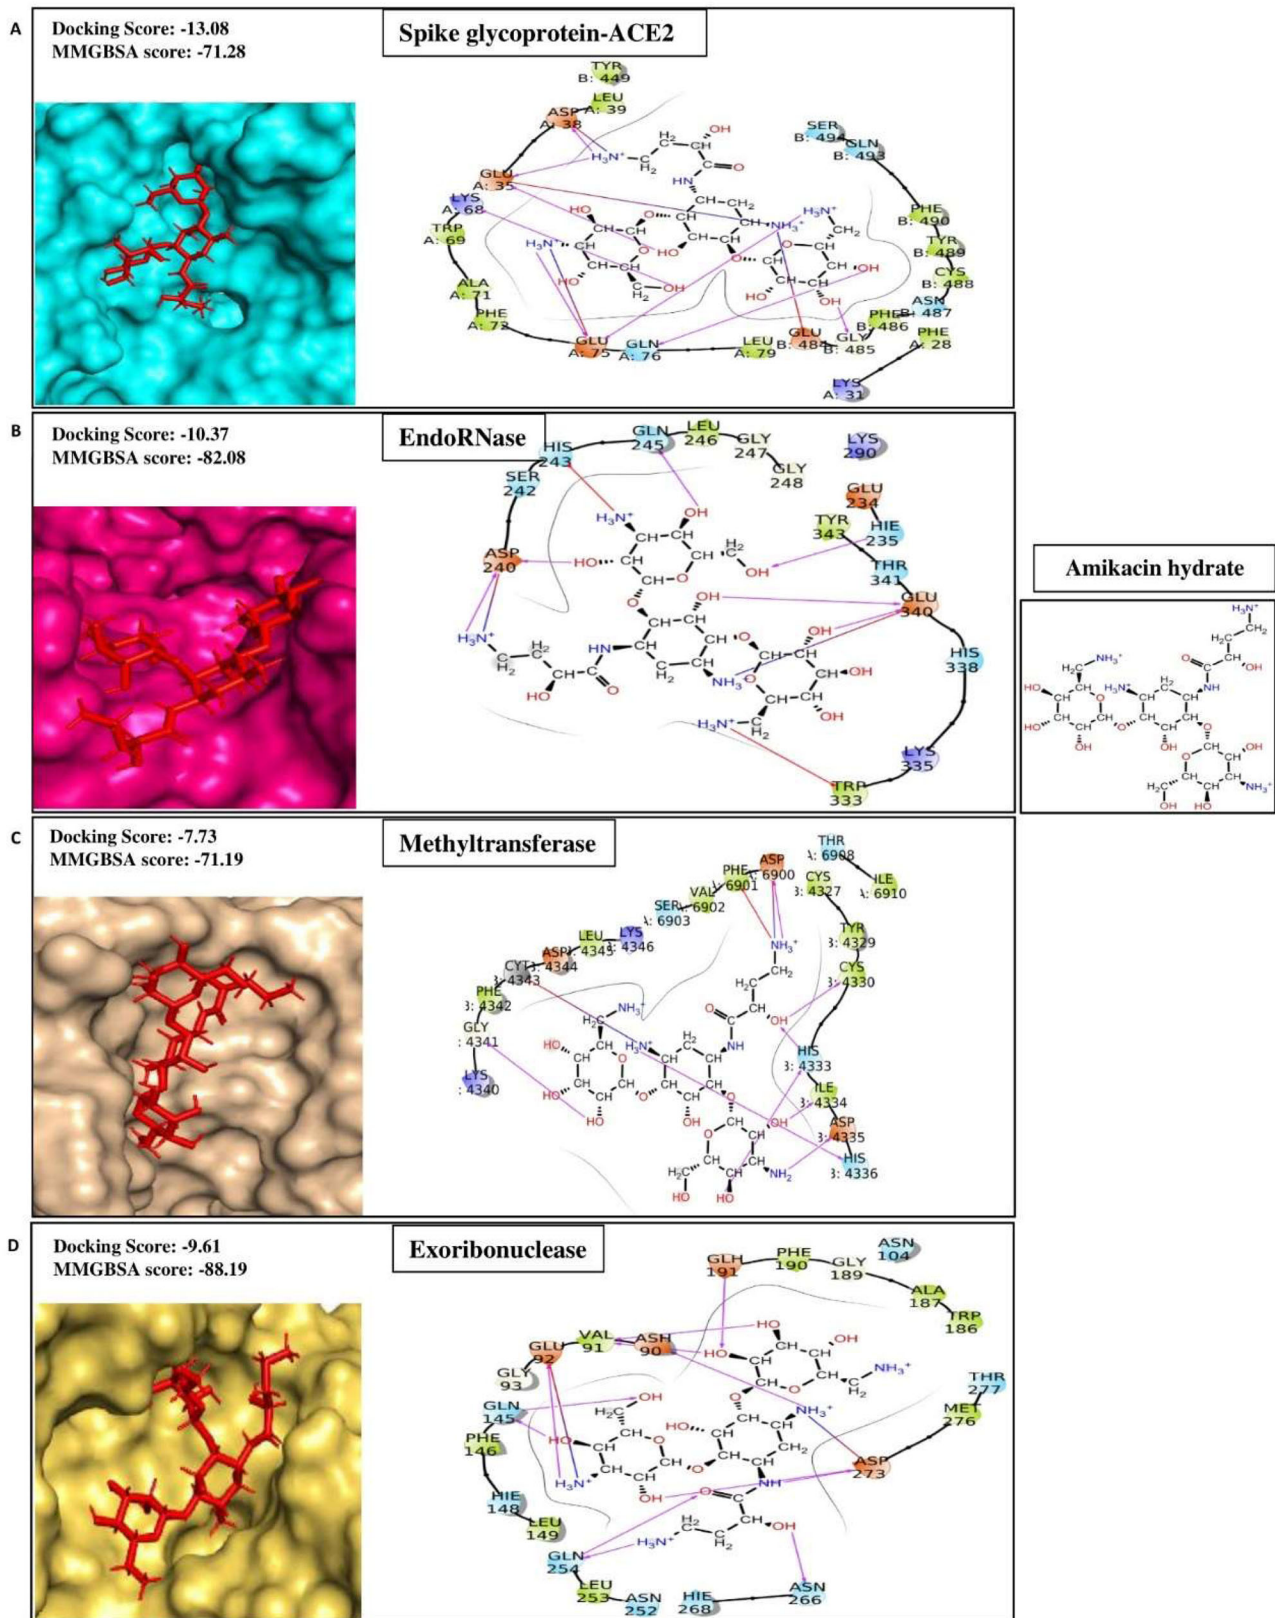 A
Docking Score: -13.08
MMGBSA score: -71.28
Spike glycoprotein-ACE2
TYR
B: 449
LEU
A: 39
ASP
A: 38
GLU
A: 35
LYS
A: 68
TRP
A: 69
ALA
A: 71
PHE
A: 72
GLU
A: 75
GLN
A: 76
LEU
A: 79
GLU
B: 484
GLY
B: 485
PHE
B: 486
ASN
B: 487
CYS
B: 488
TYR
B: 489
PHE
B: 490
GLN
B: 493
SER
B: 494
PHE
A: 28
LYS
A: 31
B
Docking Score: -10.37
MMGBSA score: -82.08
EndoRNase
ASP
240
SER
242
HIS
243
GLN
245
LEU
246
GLY
247
GLY
248
LYS
290
GLU
234
HIE
235
TYR
343
THR
341
GLU
340
HIS
338
LYS
335
TRP
333
Amikacin hydrate
C
Docking Score: -7.73
MMGBSA score: -71.19
Methyltransferase
THR
A: 6908
ILE
A: 6910
ASP
A: 6900
PHE
A: 6901
VAL
A: 6902
SER
A: 6903
CYS
B: 4327
TYR
B: 4329
CYS
B: 4330
HIS
B: 4333
ILE
B: 4334
ASP
B: 4335
HIS
B: 4336
LYS
: 4346
LEU
: 4345
ASP
B: 4344
CYT
B: 4343
PHE
B: 4342
GLY
: 4341
LYS
: 4340
D
Docking Score: -9.61
MMGBSA score: -88.19
Exoribonuclease
GLH
191
PHE
190
GLY
189
ASN
104
ALA
187
TRP
186
THR
277
MET
276
ASP
273
ASH
90
VAL
91
GLU
92
GLY
93
GLN
145
PHE
146
HIE
148
LEU
149
GLN
254
LEU
253
ASN
252
HIE
268
ASN
266